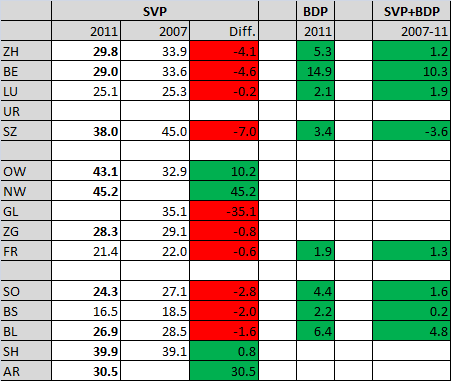 SVP BDP SVP+BDP
2011 2007 Diff. 2011 2007-11
ZH 29.8 33.9 -4.1 5.3 1.2
BE 29.0 33.6 -4.6 14.9 10.3
LU 25.1 25.3 -0.2 2.1 1.9
UR
SZ 38.0 45.0 -7.0 3.4 -3.6
OW 43.1 32.9 10.2
NW 45.2 45.2
GL 35.1 -35.1
ZG 28.3 29.1 -0.8
FR 21.4 22.0 -0.6 1.9 1.3
SO 24.3 27.1 -2.8 4.4 1.6
BS 16.5 18.5 -2.0 2.2 0.2
BL 26.9 28.5 -1.6 6.4 4.8
SH 39.9 39.1 0.8
AR 30.5 30.5